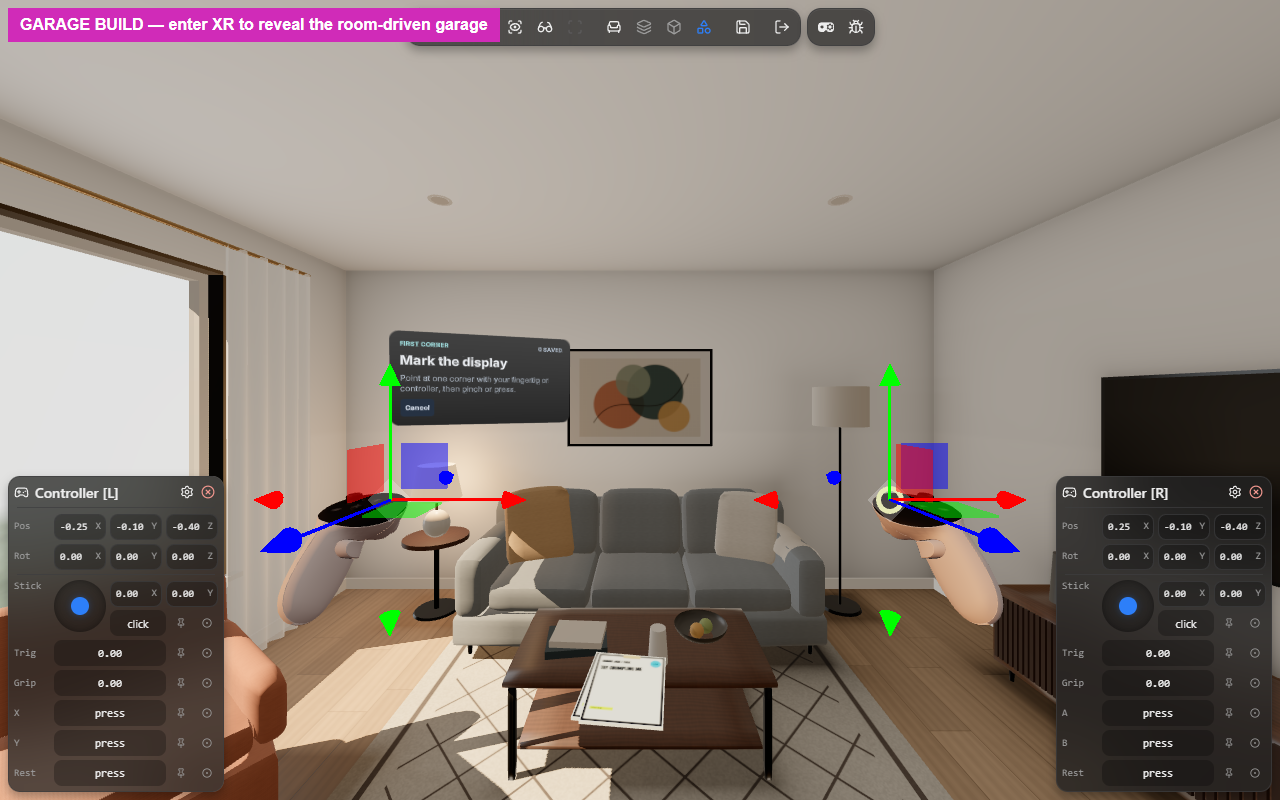 GARAGE BUILD — enter XR to reveal the room-driven garage
FIRST CORNER
0 SAVED
Mark the display
Point at one corner with your fingertip or
controller, then pinch or press.
Cancel
Controller [L]
Pos -0.25 X -0.10 Y -0.40 Z
Rot 0.00 X 0.00 Y 0.00 Z
Stick 0.00 X 0.00 Y
click
Trig 0.00
Grip 0.00
X press
Y press
Rest press
Controller [R]
Pos 0.25 X -0.10 Y -0.40 Z
Rot 0.00 X 0.00 Y 0.00 Z
Stick 0.00 X 0.00 Y
click
Trig 0.00
Grip 0.00
A press
B press
Rest press